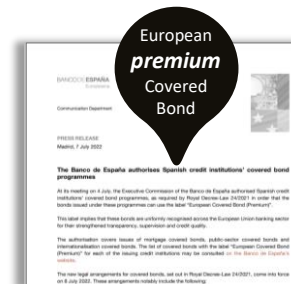 European
premium
Covered
Bond
BANCO DE ESPAÑA
Eurosistema
Communication Department
PRESS RELEASE
Madrid, 7 July 2022
The Banco de España authorises Spanish credit institutions' covered bond
programmes
At its meeting on 4 July, the Executive Commission of the Banco de España authorised Spanish credit
institutions' covered bond programmes, as required by Royal Decree-Law 24/2021 in order that the
bonds issued under these programmes can use the label "European Covered Bond (Premium)".
This label implies that these bonds are uniformly recognised across the European Union banking sector
for their strengthened transparency, supervision and credit quality.
The authorisation covers issues of mortgage covered bonds, public-sector covered bonds and
internationalisation covered bonds. The list of covered bonds with the label "European Covered Bond
(Premium)" for each of the issuing credit institutions may be consulted on the Banco de España's
website.
The new legal arrangements for covered bonds, set out in Royal Decree-Law 24/2021, come into force
on 8 July 2022. These arrangements notably include the following: